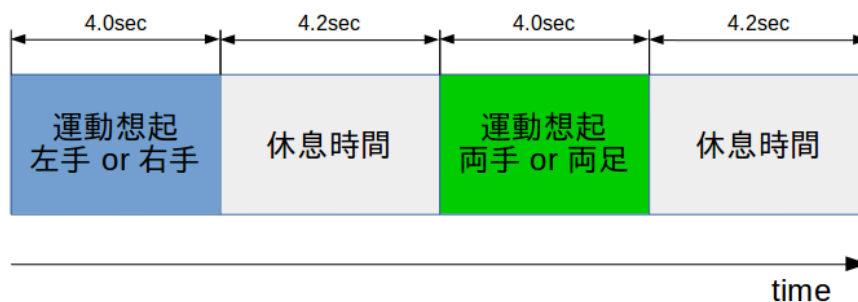 4.0sec
4.2sec
4.0sec
4.2sec
運動想起
左手 or 右手
休息時間
運動想起
両手 or 両足
休息時間
time